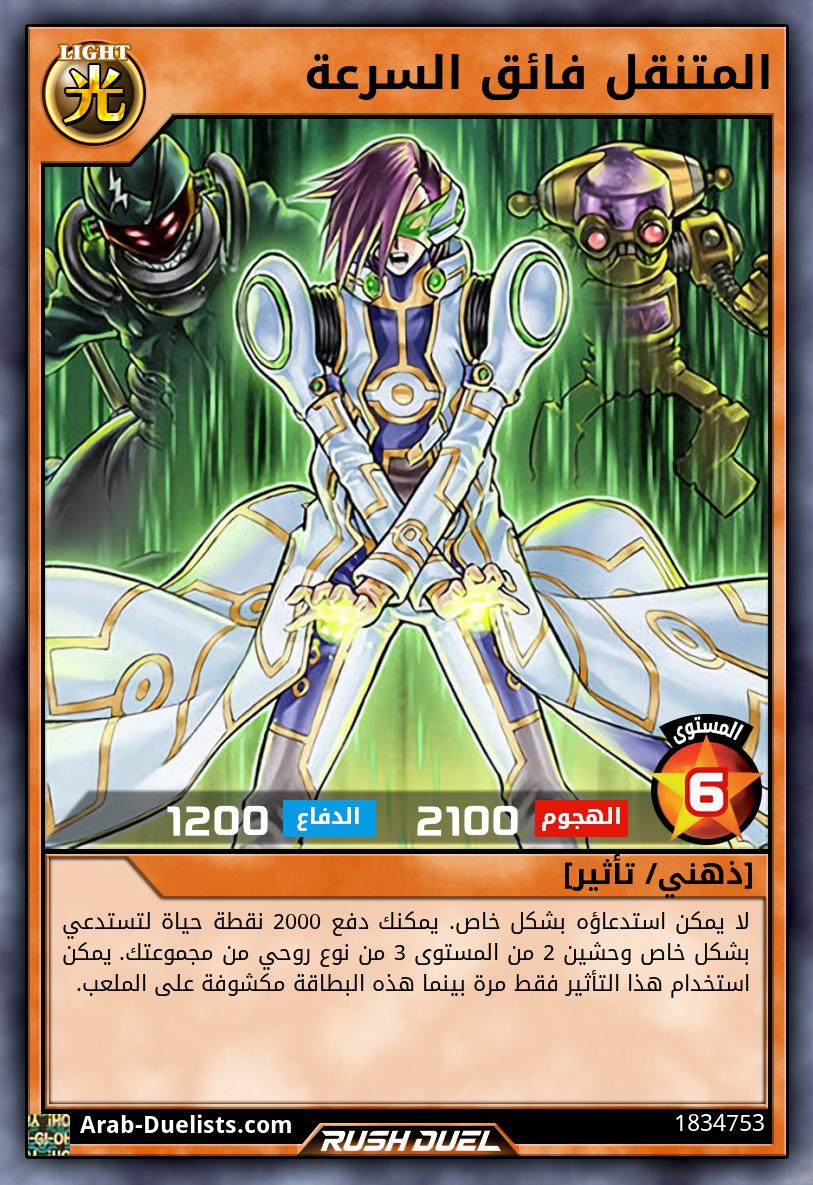 LIGHT
光
المتنقل فائق السرعة
المستوى
6
الهجوم 2100 الدفاع 1200
[ذهني/ تأثير]
لا يمكن استدعاؤه بشكل خاص. يمكنك دفع 2000 نقطة حياة لتستدعي
بشكل خاص وحشين 2 من المستوى 3 من نوع روحي من مجموعتك. يمكن
استخدام هذا التأثير فقط مرة بينما هذه البطاقة مكشوفة على الملعب.
Arab-Duelists.com
RUSH DUEL
1834753